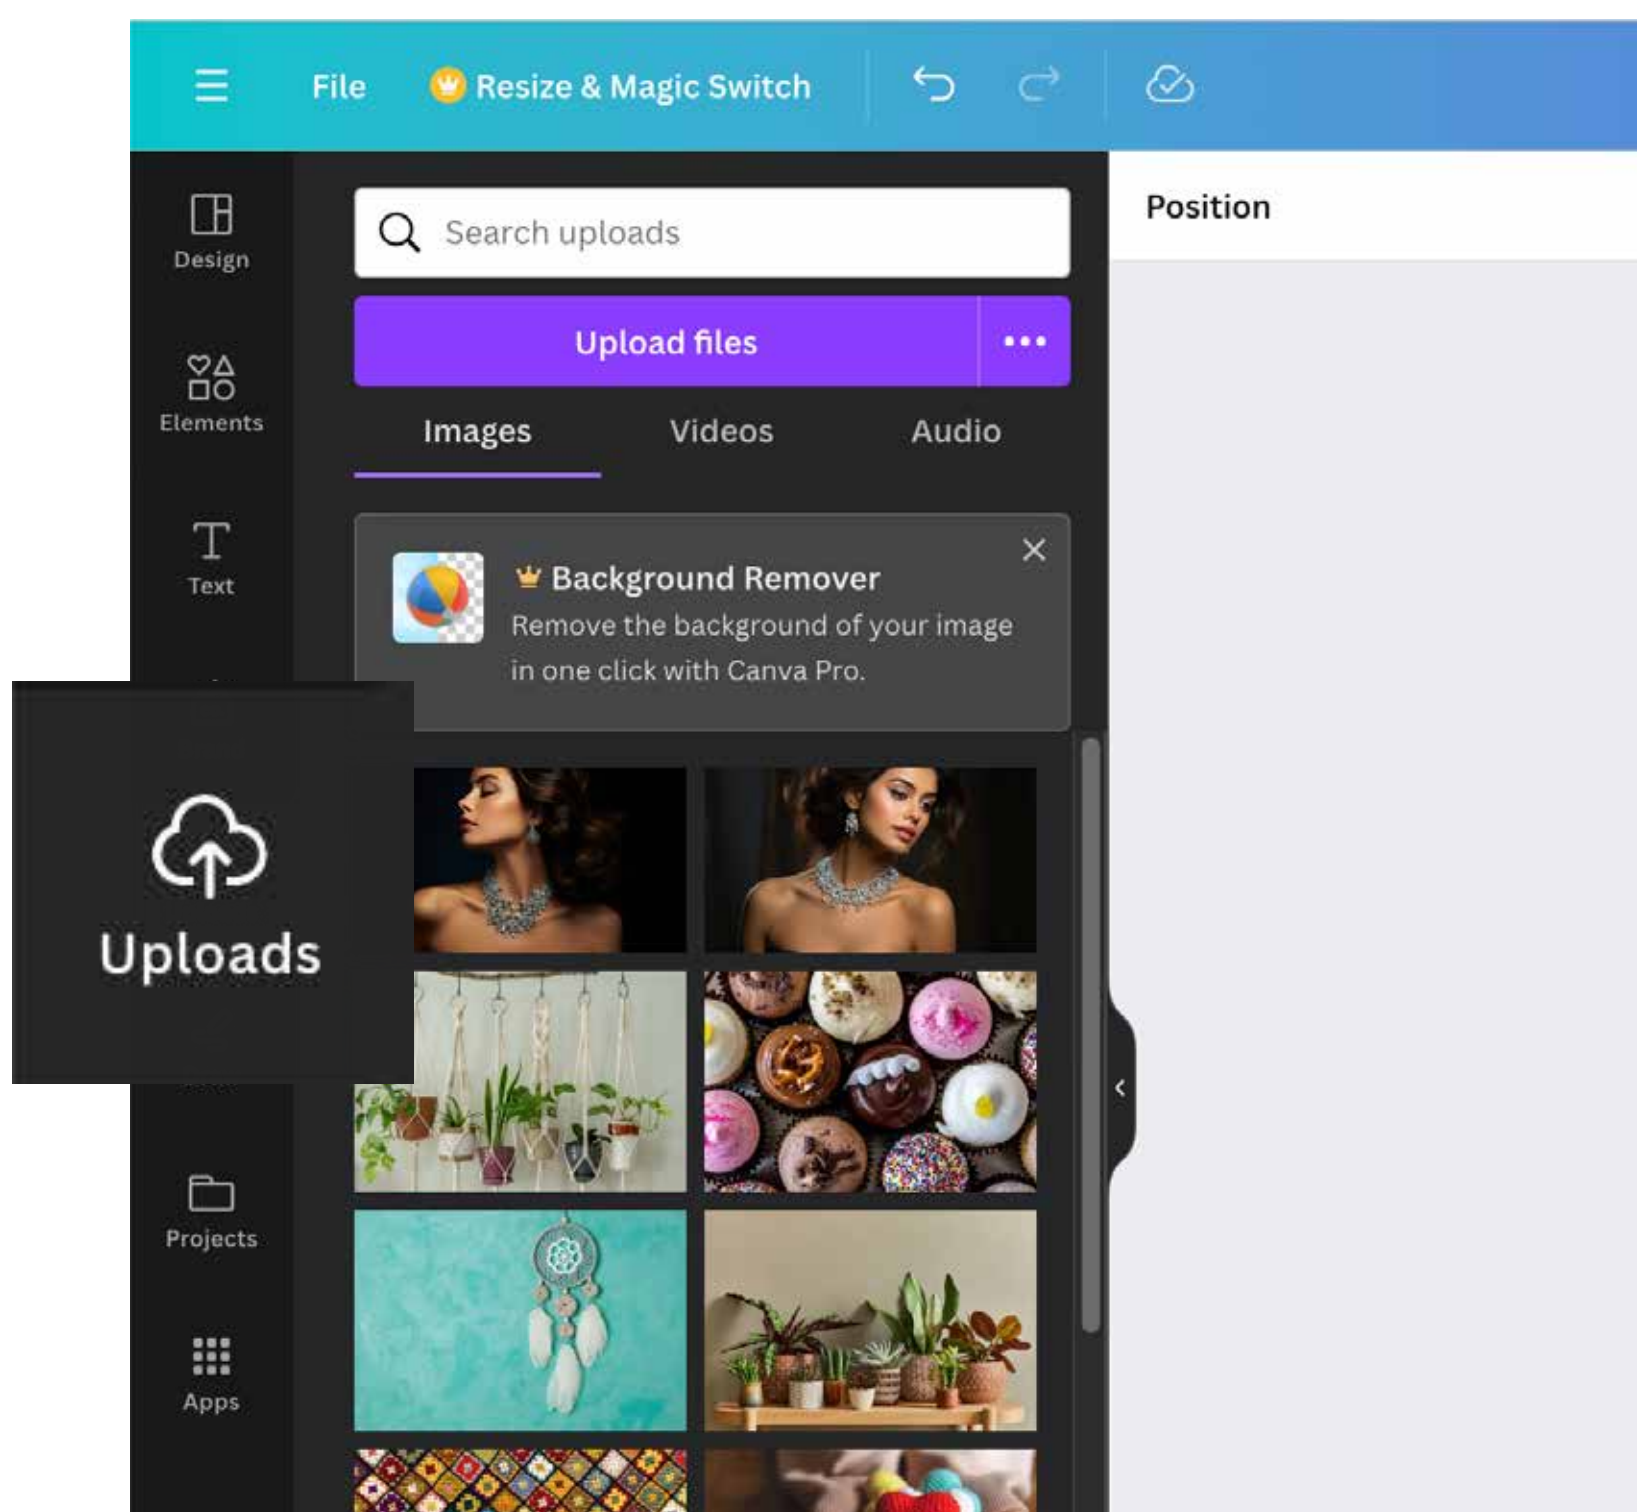 File
Resize & Magic Switch
Design
Search uploads
Position
Upload files
Elements
Images
Videos
Audio
Text
Background Remover
Remove the background of your image
in one click with Canva Pro.
Uploads
Projects
Apps